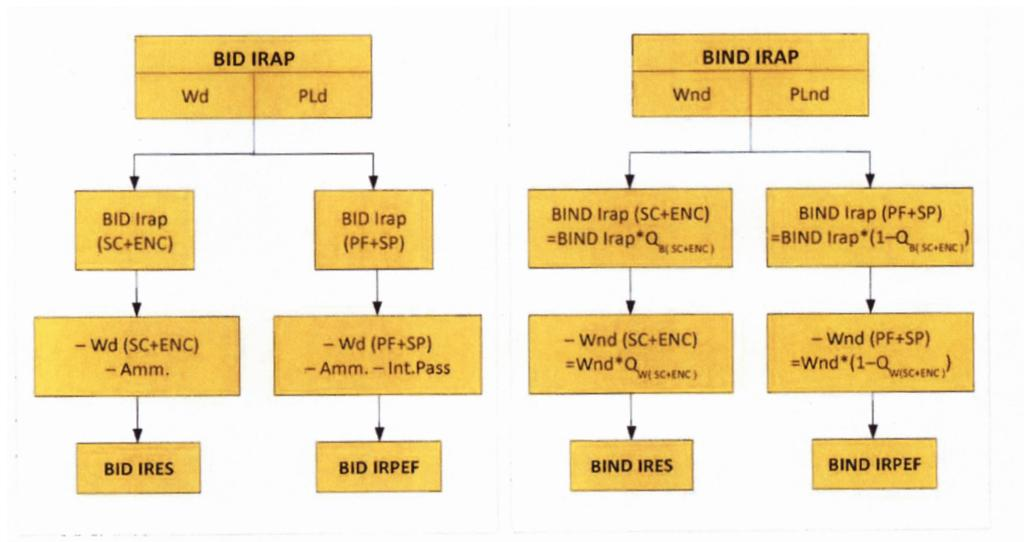 BID IRAP
Wd PLd
BID Irap
(SC+ENC)
BID Irap
(PF+SP)
– Wd (SC+ENC)
– Amm.
– Wd (PF+SP)
– Amm. – Int.Pass
BID IRES
BID IRPEF
BIND IRAP
Wnd PLnd
BIND Irap (SC+ENC)
=BIND Irap*QB(SC+ENC)
BIND Irap (PF+SP)
=BIND Irap*(1–QB(SC+ENC))
– Wnd (SC+ENC)
=Wnd*QW(SC+ENC)
– Wnd (PF+SP)
=Wnd*(1–QW(SC+ENC))
BIND IRES
BIND IRPEF